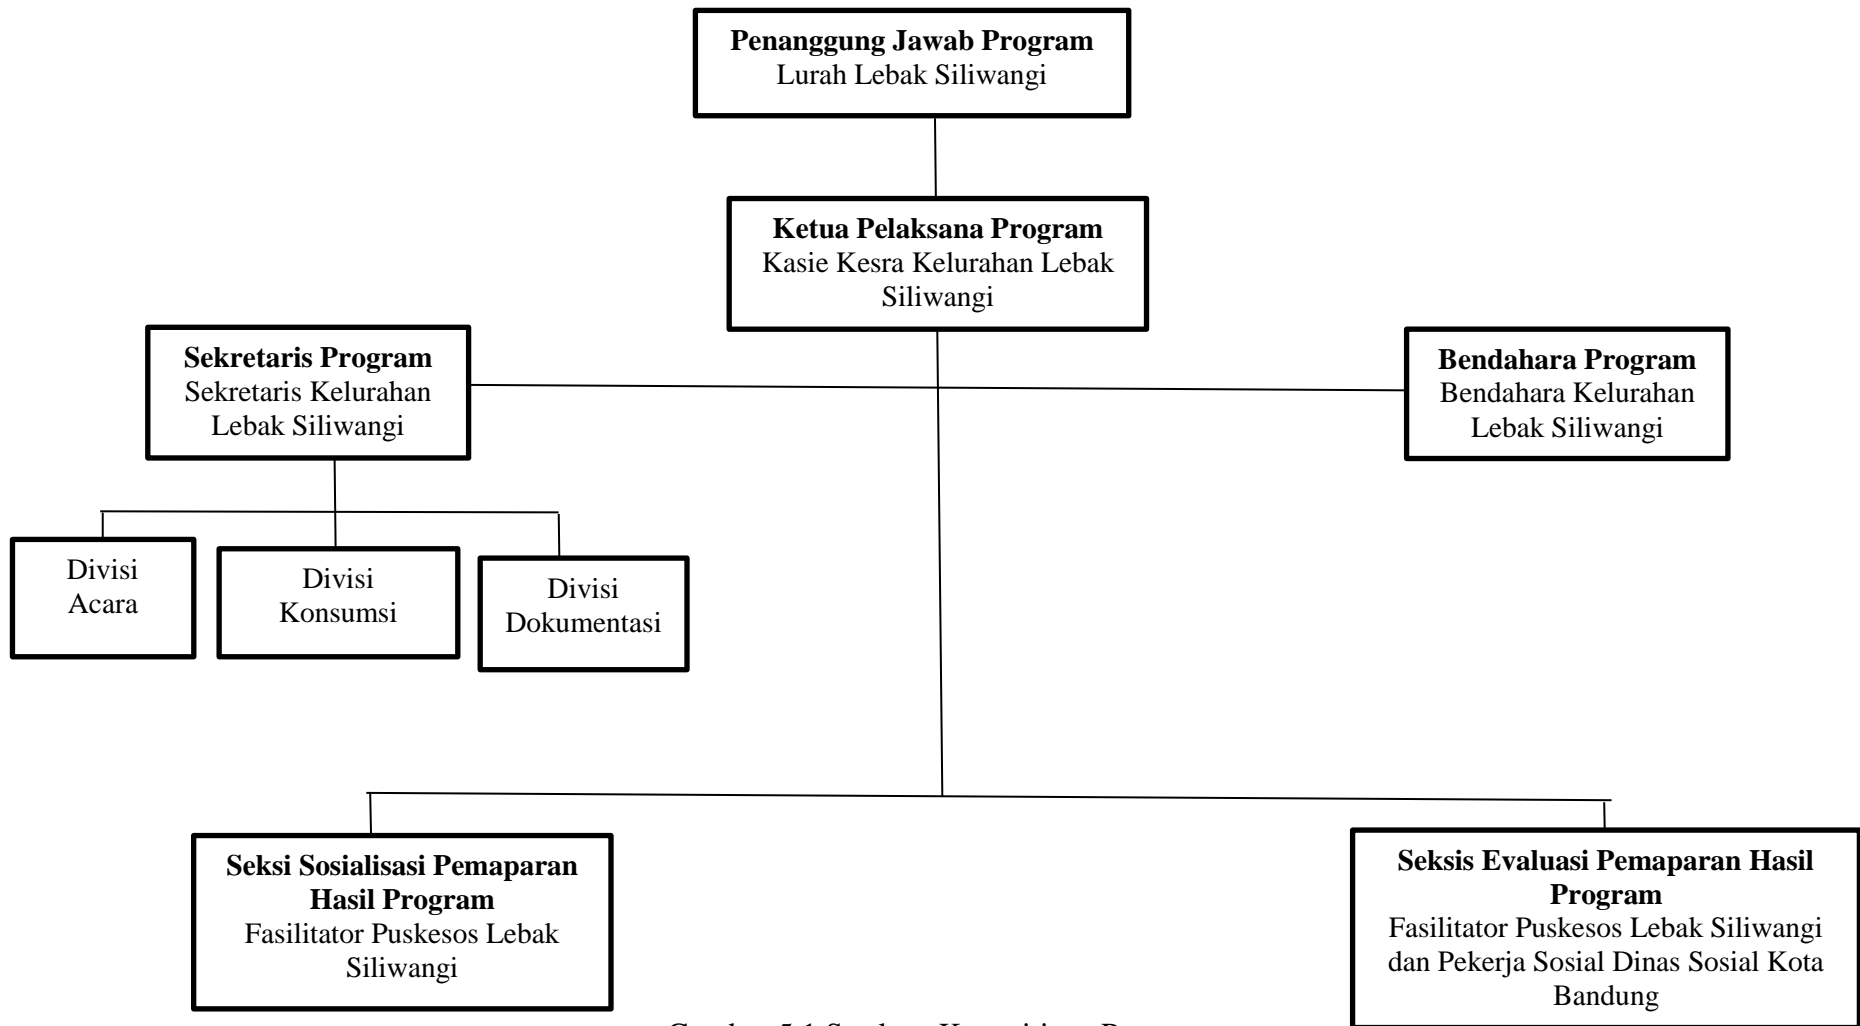 Penanggung Jawab Program
Lurah Lebak Siliwangi
Ketua Pelaksana Program
Kasie Kesra Kelurahan Lebak
Siliwangi
Sekretaris Program
Sekretaris Kelurahan
Lebak Siliwangi
Bendahara Program
Bendahara Kelurahan
Lebak Siliwangi
Divisi
Acara
Divisi
Konsumsi
Divisi
Dokumentasi
Seksi Sosialisasi Pemaparan
Hasil Program
Fasilitator Puskesos Lebak
Siliwangi
Seksis Evaluasi Pemaparan Hasil
Program
Fasilitator Puskesos Lebak Siliwangi
dan Pekerja Sosial Dinas Sosial Kota
Bandung